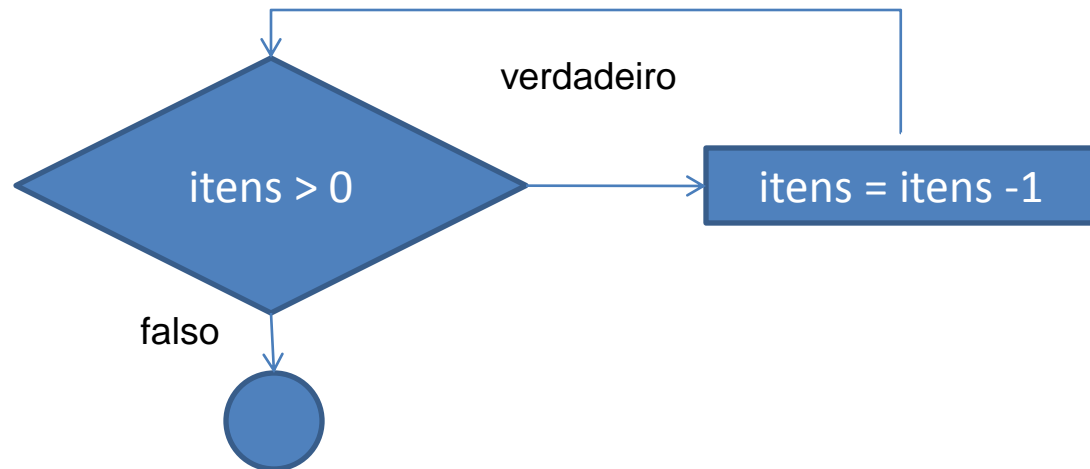 verdadeiro
itens > 0
itens = itens -1
falso